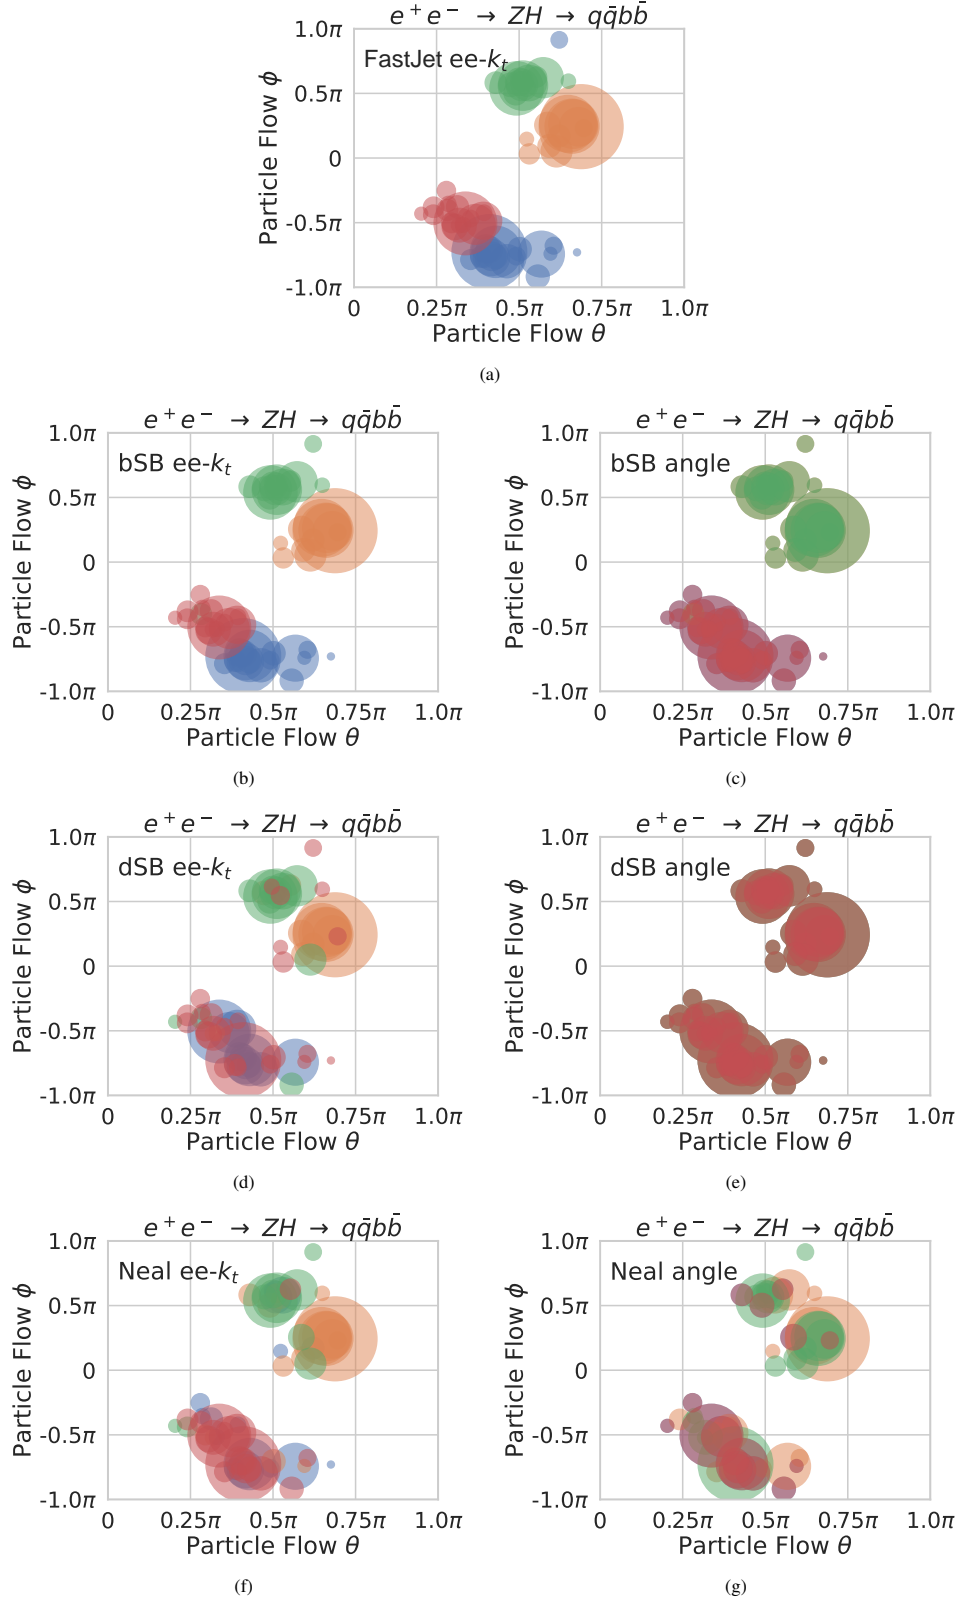 e⁺e⁻ → ZH → qq̄bb̄
1.0π
FastJet ee-kₜ
0.5π
Particle Flow ϕ
0
-0.5π
-1.0π
0 0.25π 0.5π 0.75π 1.0π
Particle Flow θ
(a)
e⁺e⁻ → ZH → qq̄bb̄
1.0π
bSB ee-kₜ
0.5π
Particle Flow ϕ
0
-0.5π
-1.0π
0 0.25π 0.5π 0.75π 1.0π
Particle Flow θ
(b)
e⁺e⁻ → ZH → qq̄bb̄
1.0π
bSB angle
0.5π
Particle Flow ϕ
0
-0.5π
-1.0π
0 0.25π 0.5π 0.75π 1.0π
Particle Flow θ
(c)
e⁺e⁻ → ZH → qq̄bb̄
1.0π
dSB ee-kₜ
0.5π
Particle Flow ϕ
0
-0.5π
-1.0π
0 0.25π 0.5π 0.75π 1.0π
Particle Flow θ
(d)
e⁺e⁻ → ZH → qq̄bb̄
1.0π
dSB angle
0.5π
Particle Flow ϕ
0
-0.5π
-1.0π
0 0.25π 0.5π 0.75π 1.0π
Particle Flow θ
(e)
e⁺e⁻ → ZH → qq̄bb̄
1.0π
Neal ee-kₜ
0.5π
Particle Flow ϕ
0
-0.5π
-1.0π
0 0.25π 0.5π 0.75π 1.0π
Particle Flow θ
(f)
e⁺e⁻ → ZH → qq̄bb̄
1.0π
Neal angle
0.5π
Particle Flow ϕ
0
-0.5π
-1.0π
0 0.25π 0.5π 0.75π 1.0π
Particle Flow θ
(g)